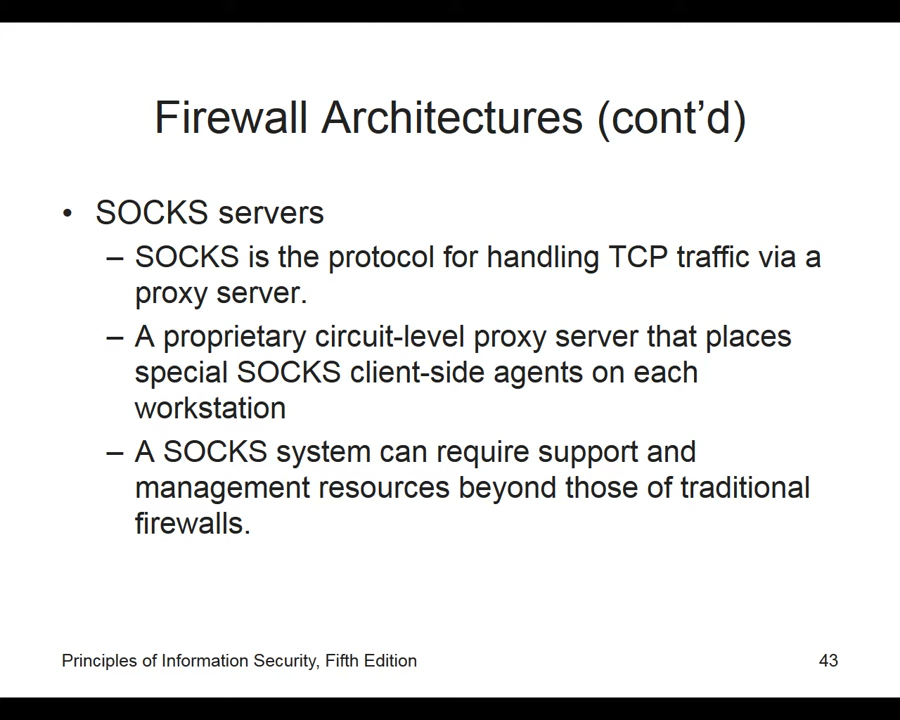 Firewall Architectures (cont’d)
• SOCKS servers
– SOCKS is the protocol for handling TCP traffic via a
proxy server.
– A proprietary circuit-level proxy server that places
special SOCKS client-side agents on each
workstation
– A SOCKS system can require support and
management resources beyond those of traditional
firewalls.
Principles of Information Security, Fifth Edition 43